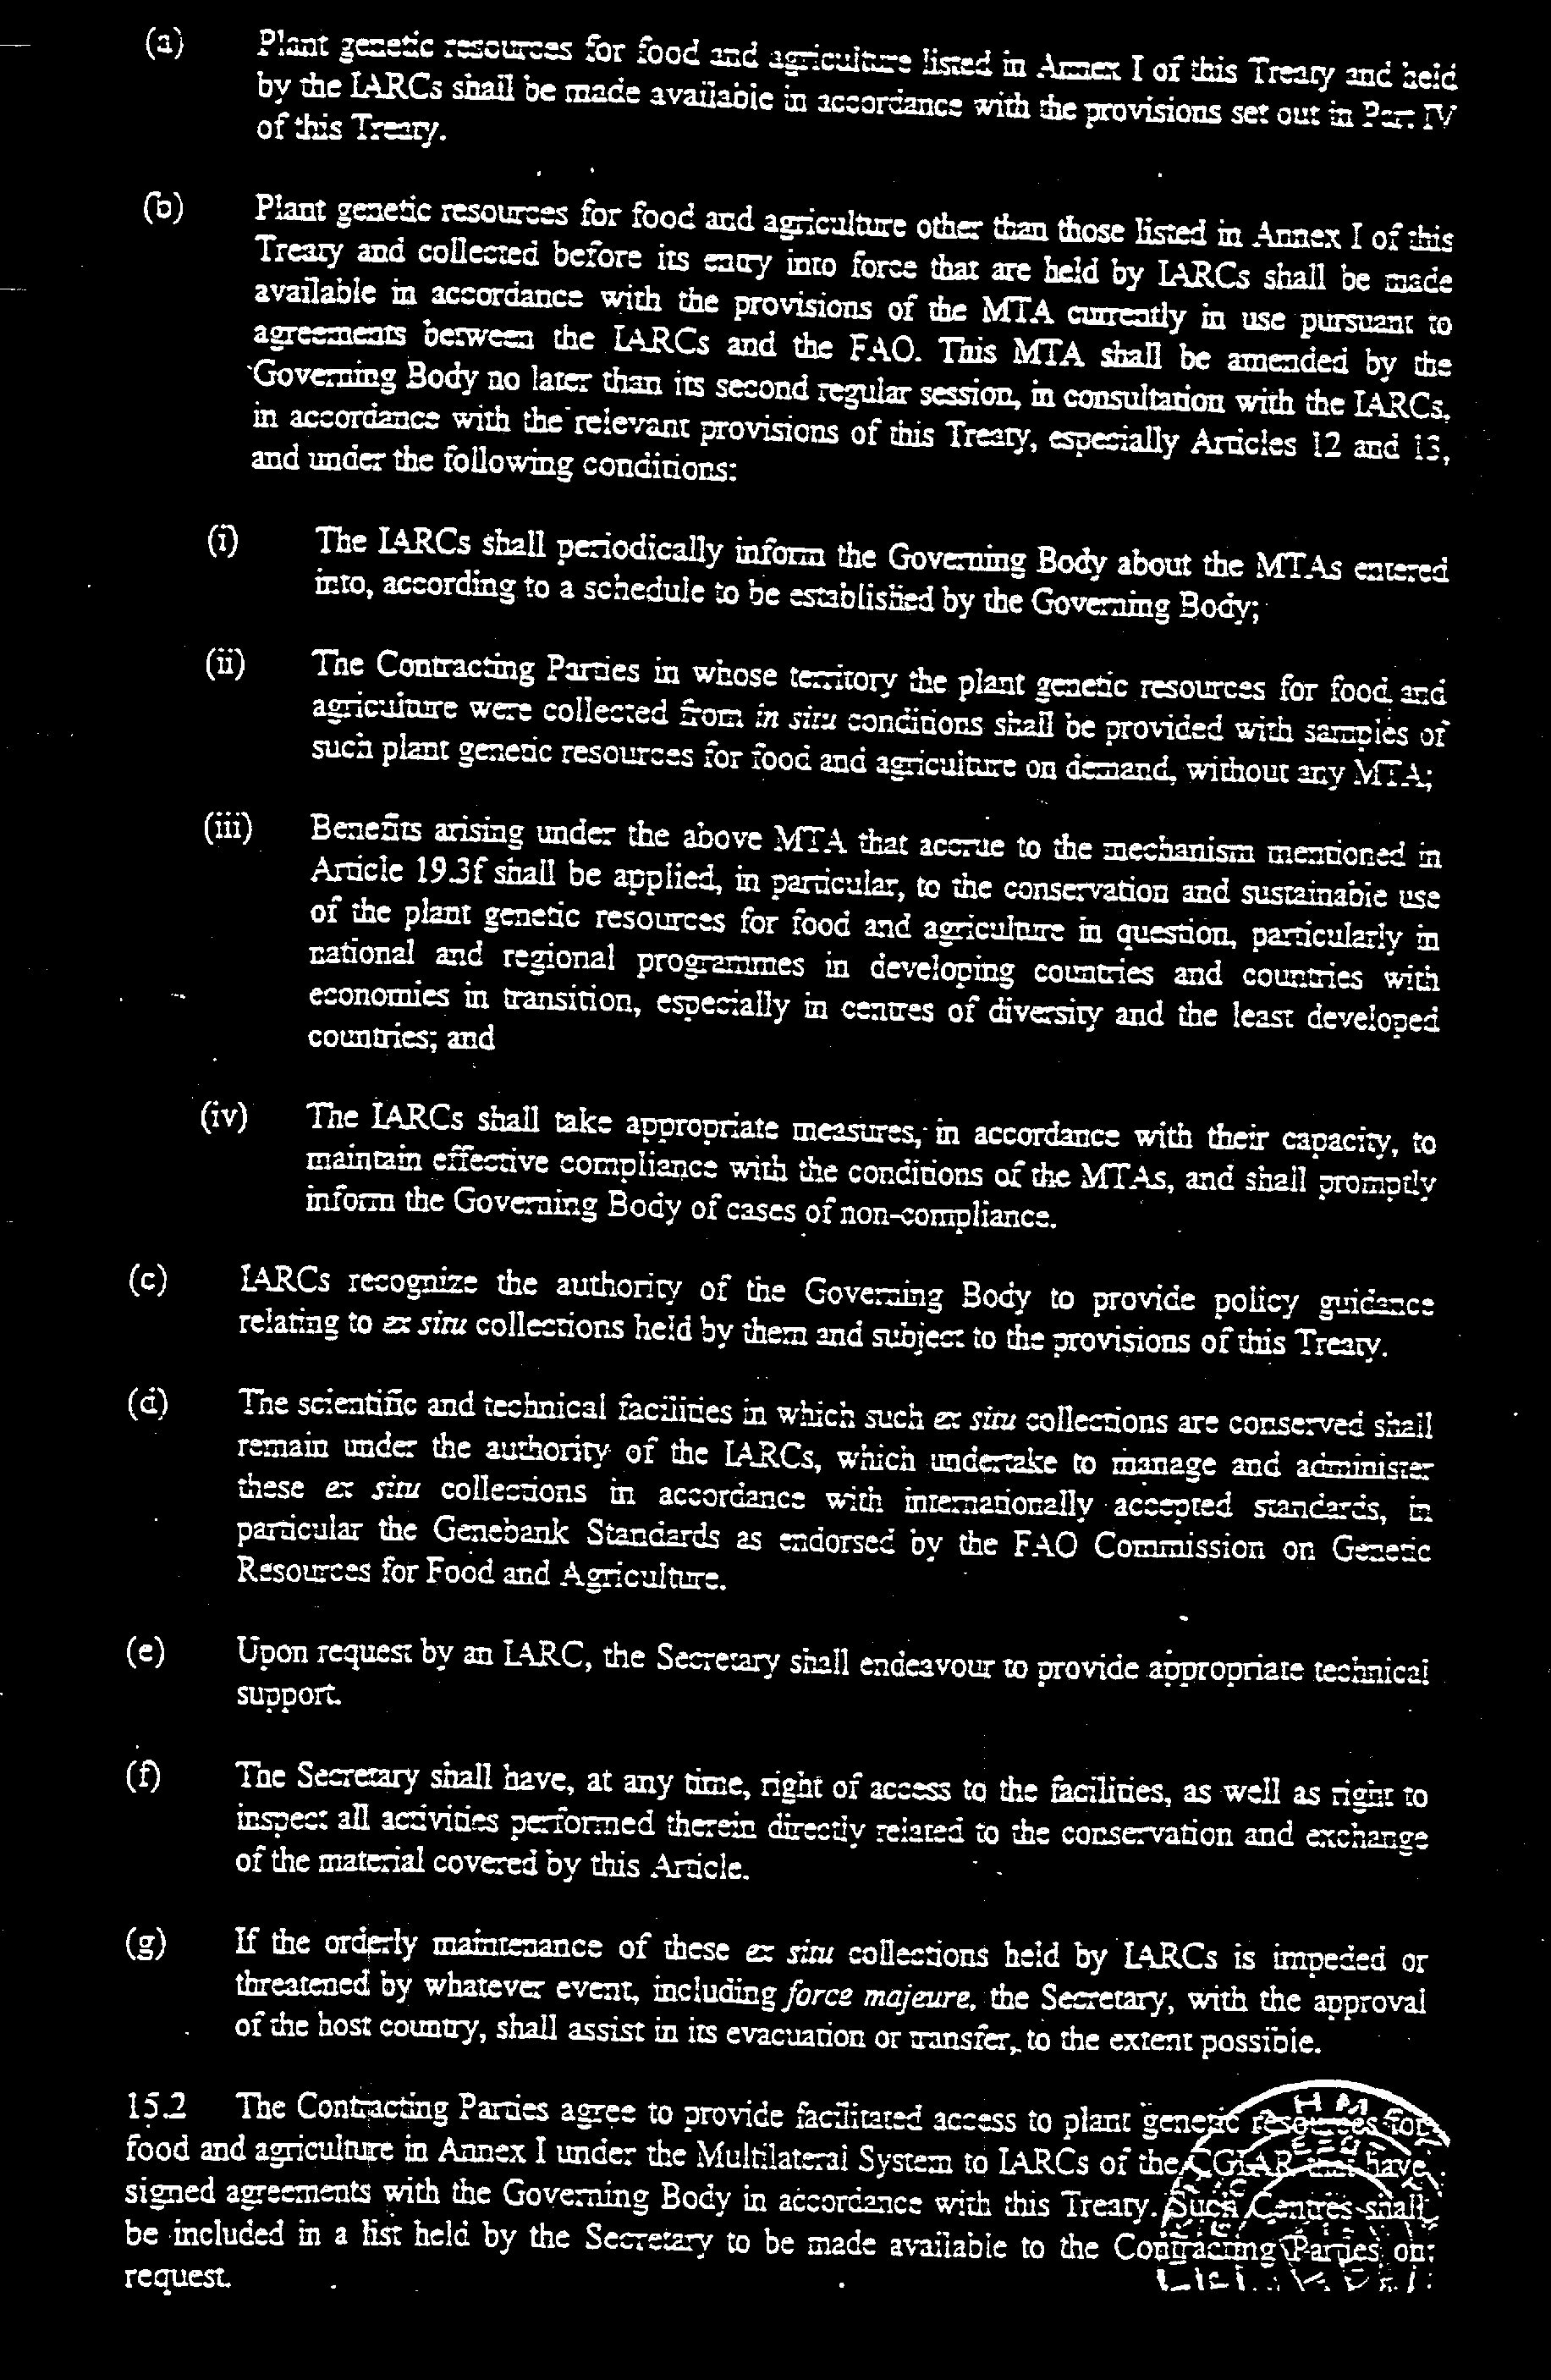 (a) Plant genetic resources for food and agriculture listed in Annex I of this Treaty and held
by the IARCs shall be made available in accordance with the provisions set out in Part IV
of this Treaty.
(b) Plant genetic resources for food and agriculture other than those listed in Annex I of this
Treaty and collected before its entry into force that are held by IARCs shall be made
available in accordance with the provisions of the MTA currently in use pursuant to
agreements between the IARCs and the FAO. This MTA shall be amended by the
Governing Body no later than its second regular session, in consultation with the IARCs,
in accordance with the relevant provisions of this Treaty, especially Articles 12 and 13,
and under the following conditions:
(i) The IARCs shall periodically inform the Governing Body about the MTAs entered
into, according to a schedule to be established by the Governing Body;
(ii) The Contracting Parties in whose territory the plant genetic resources for food and
agriculture were collected from in situ conditions shall be provided with samples of
such plant genetic resources for food and agriculture on demand, without any MTA;
(iii) Benefits arising under the above MTA that accrue to the mechanism mentioned in
Article 19.3f shall be applied, in particular, to the conservation and sustainable use
of the plant genetic resources for food and agriculture in question, particularly in
national and regional programmes in developing countries and countries with
economies in transition, especially in centres of diversity and the least developed
countries; and
(iv) The IARCs shall take appropriate measures, in accordance with their capacity, to
maintain effective compliance with the conditions of the MTAs, and shall promptly
inform the Governing Body of cases of non-compliance.
(c) IARCs recognize the authority of the Governing Body to provide policy guidance
relating to ex situ collections held by them and subject to the provisions of this Treaty.
(d) The scientific and technical facilities in which such ex situ collections are conserved shall
remain under the authority of the IARCs, which undertake to manage and administer
these ex situ collections in accordance with internationally accepted standards, in
particular the Genebank Standards as endorsed by the FAO Commission on Genetic
Resources for Food and Agriculture.
(e) Upon request by an IARC, the Secretary shall endeavour to provide appropriate technical
support.
(f) The Secretary shall have, at any time, right of access to the facilities, as well as right to
inspect all activities performed therein directly related to the conservation and exchange
of the material covered by this Article.
(g) If the orderly maintenance of these ex situ collections held by IARCs is impeded or
threatened by whatever event, including force majeure, the Secretary, with the approval
of the host country, shall assist in its evacuation or transfer, to the extent possible.
15.2 The Contracting Parties agree to provide facilitated access to plant genetic resources for
food and agriculture in Annex I under the Multilateral System to IARCs of the CGIAR that have
signed agreements with the Governing Body in accordance with this Treaty. Such Centres shall
be included in a list held by the Secretary to be made available to the Contracting Parties on
request.